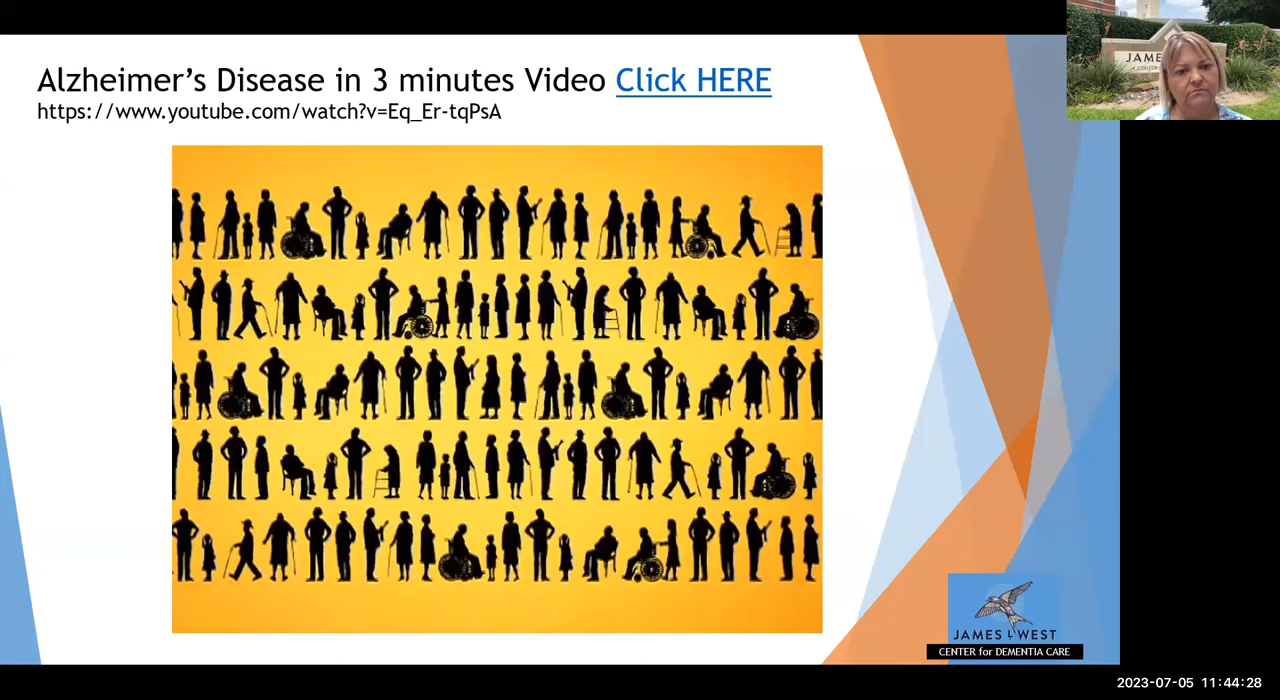 Alzheimer's Disease in 3 minutes Video Click HERE
https://www.youtube.com/watch?v=Eq_Er-tqPsA
JAME
JAMES L WEST
CENTER for DEMENTIA CARE
2023-07-05 11:44:28